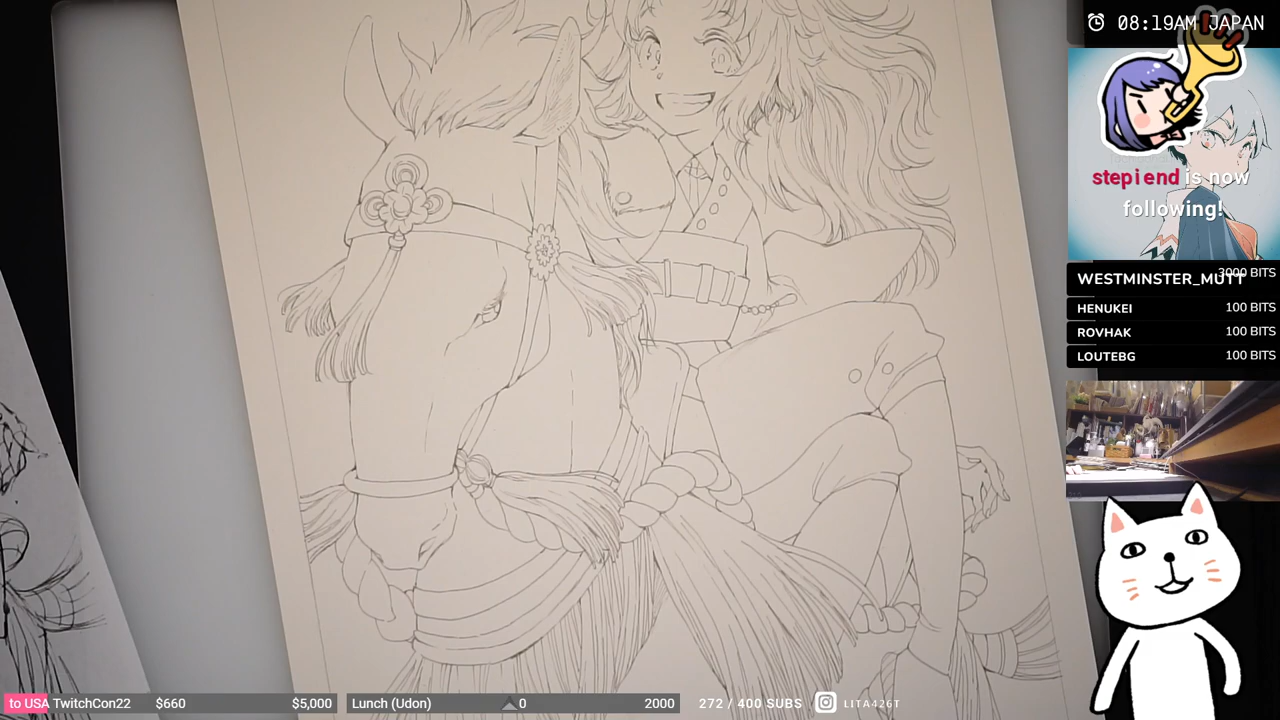 08:19AM JAPAN
stepiend is now
following!
WESTMINSTER_MUTT 3000 BITS
HENUKEI 100 BITS
ROVHAK 100 BITS
LOUTEBG 100 BITS
to USA TwitchCon22 $660 $5,000 Lunch (Udon) 0 2000 272 / 400 SUBS LITA426T